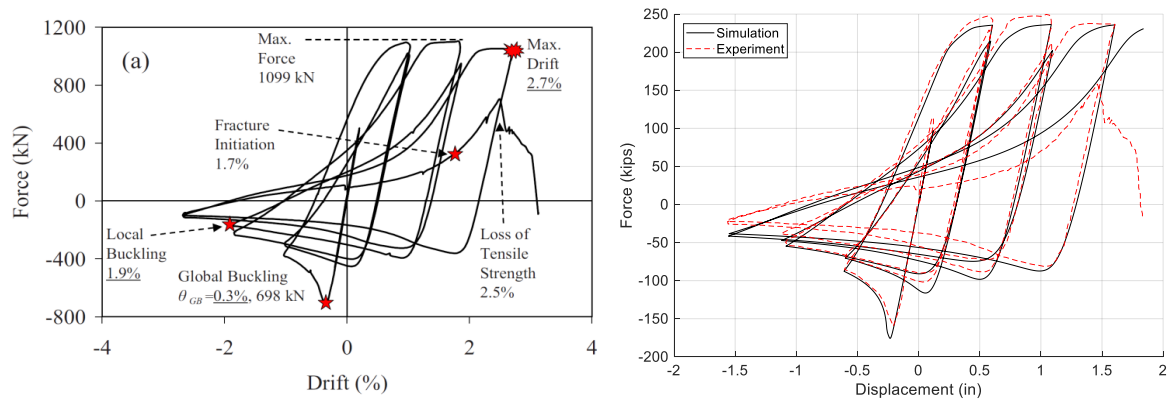 1200
800
400
0
-400
-800
-4
-2
0
2
4
Force (kN)
Drift (%)
(a)
Max.
Force
1099 kN
Max.
Drift
2.7%
Fracture
Initiation
1.7%
Local
Buckling
1.9%
Global Buckling
θ GB =0.3%, 698 kN
Loss of
Tensile
Strength
2.5%
250
200
150
100
50
0
-50
-100
-150
-200
-2
-1.5
-1
-0.5
0
0.5
1
1.5
2
Force (kips)
Displacement (in)
Simulation
Experiment